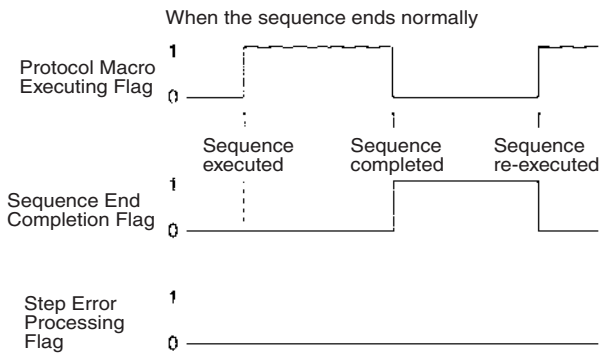 When the sequence ends normally
1
Protocol Macro
Executing Flag
0
Sequence
executed
Sequence
completed
Sequence
re-executed
1
Sequence End
Completion Flag
0
1
Step Error
Processing
Flag
0